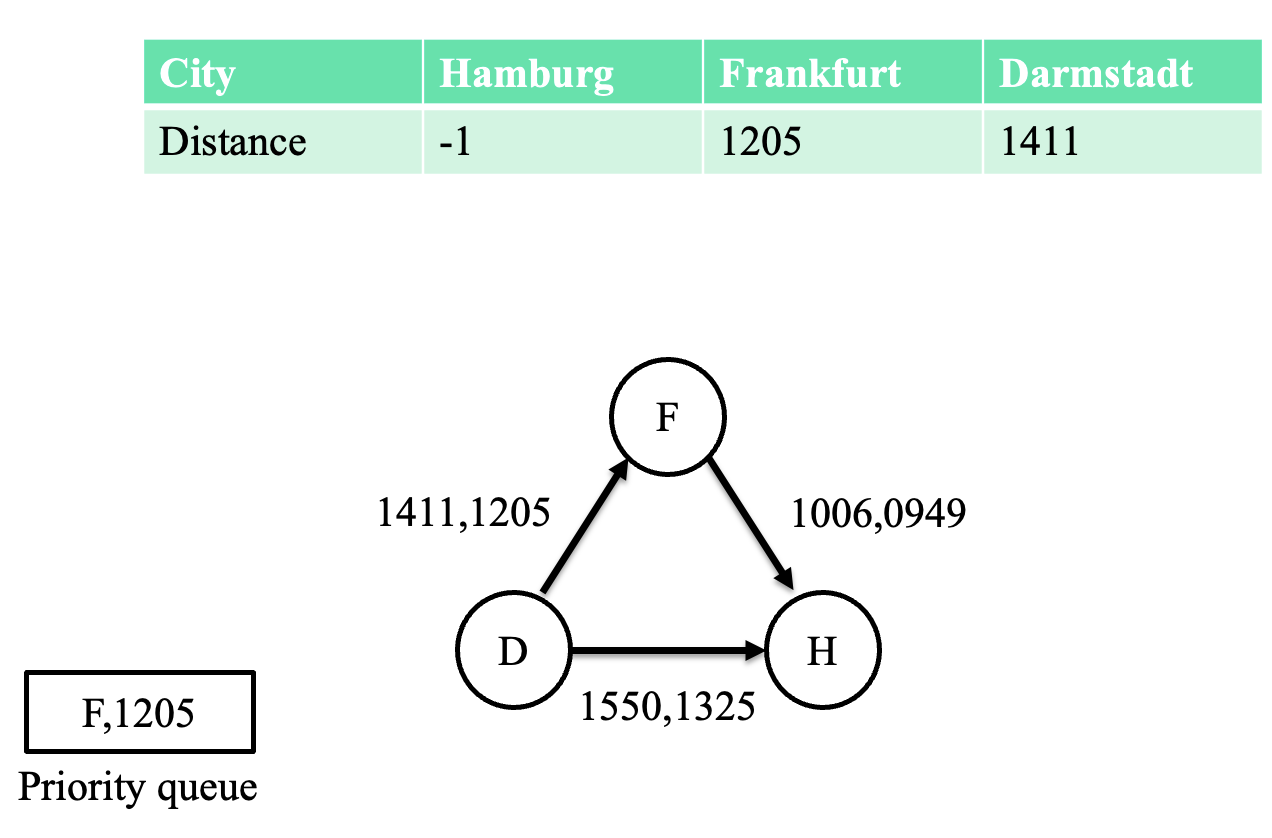 City Hamburg Frankfurt Darmstadt
Distance -1 1205 1411
F
1411,1205 1006,0949
D H
1550,1325
F,1205
Priority queue